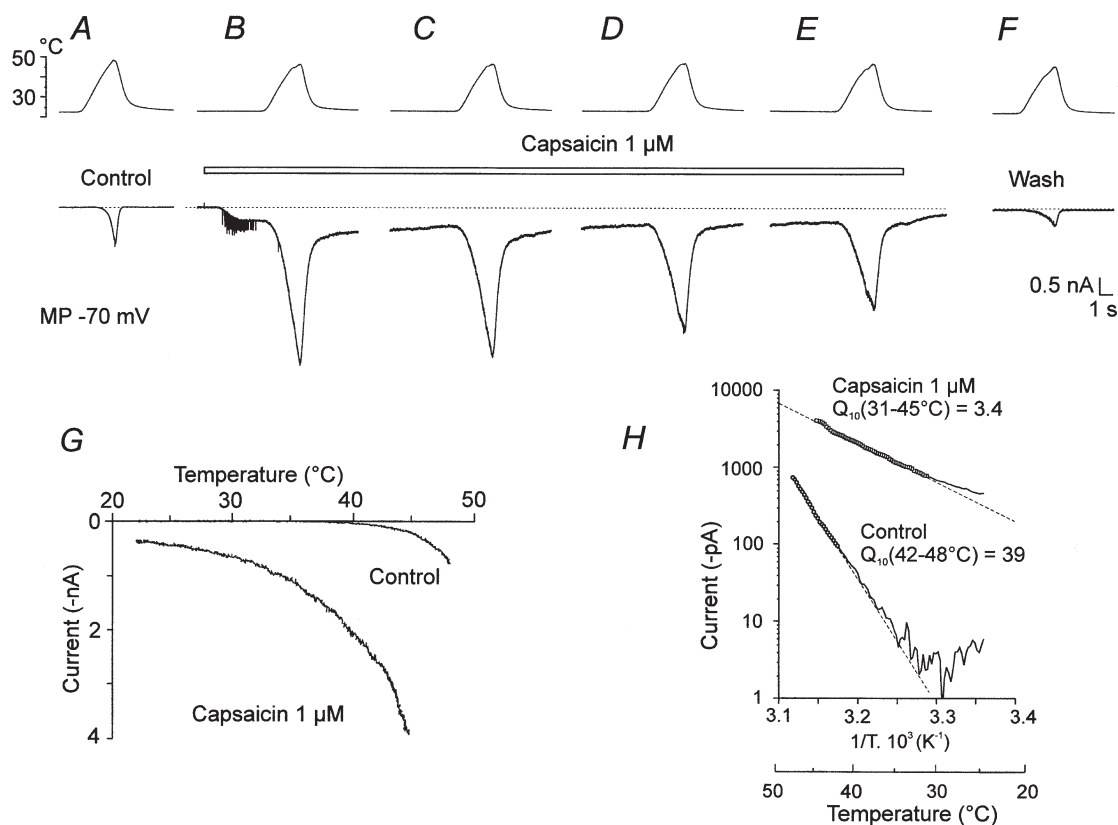 A B C D E F
°C
50
30
Capsaicin 1 µM
Control
Wash
MP -70 mV
0.5 nA
1 s
G
Temperature (°C)
20 30 40 50
0
2
4
Current (-nA)
Control
Capsaicin 1 µM
H
10000
1000
100
10
1
Current (-pA)
Capsaicin 1 µM
Q10(31-45°C) = 3.4
Control
Q10(42-48°C) = 39
3.1 3.2 3.3 3.4
1/T. 10³ (K⁻¹)
50 40 30 20
Temperature (°C)